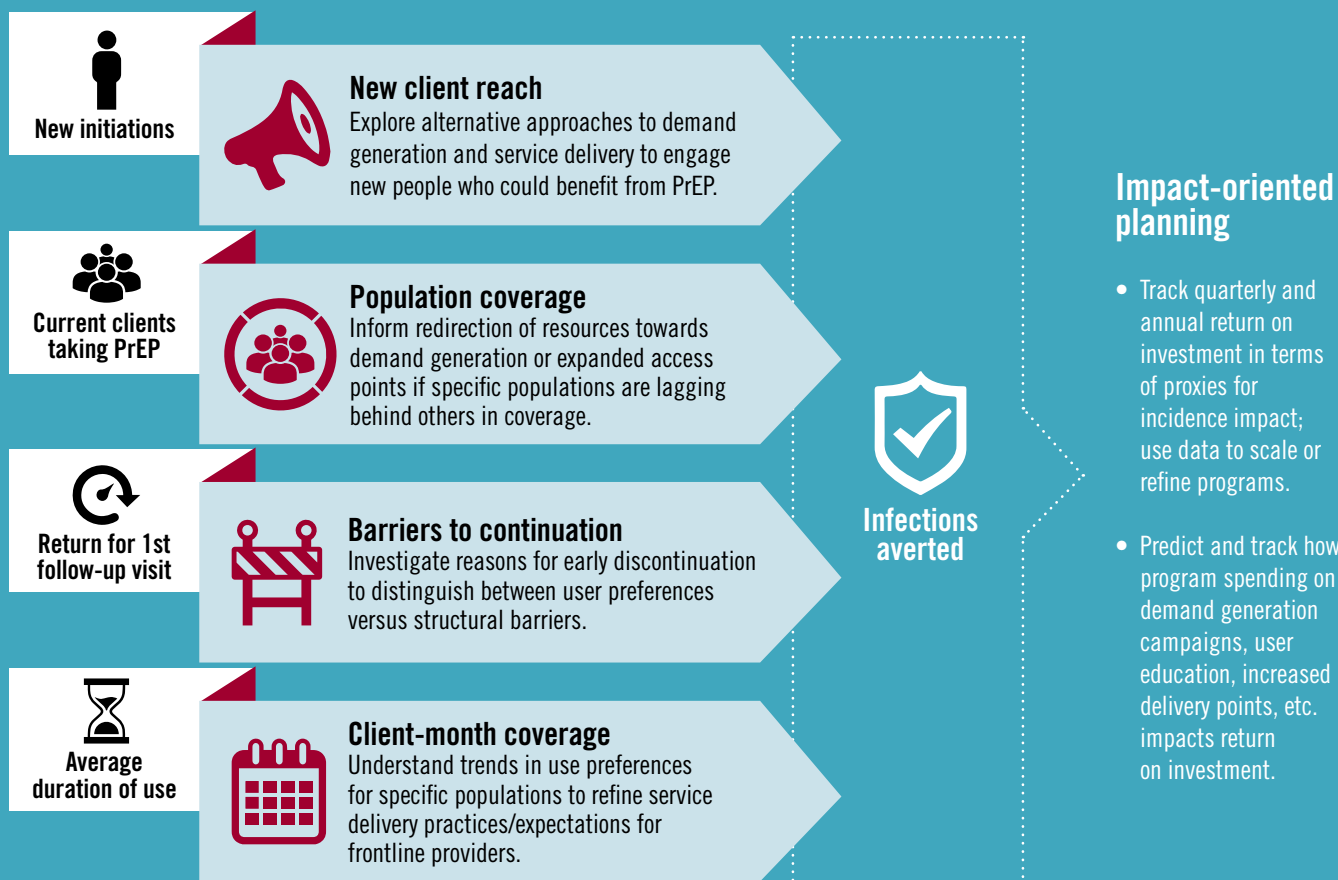 New initiations
New client reach
Explore alternative approaches to demand
generation and service delivery to engage
new people who could benefit from PrEP.
Current clients
taking PrEP
Population coverage
Inform redirection of resources towards
demand generation or expanded access
points if specific populations are lagging
behind others in coverage.
Return for 1st
follow-up visit
Barriers to continuation
Investigate reasons for early discontinuation
to distinguish between user preferences
versus structural barriers.
Average
duration of use
Client-month coverage
Understand trends in use preferences
for specific populations to refine service
delivery practices/expectations for
frontline providers.
Infections
averted
Impact-oriented
planning
• Track quarterly and
annual return on
investment in terms
of proxies for
incidence impact;
use data to scale or
refine programs.
• Predict and track how
program spending on
demand generation
campaigns, user
education, increased
delivery points, etc.
impacts return
on investment.